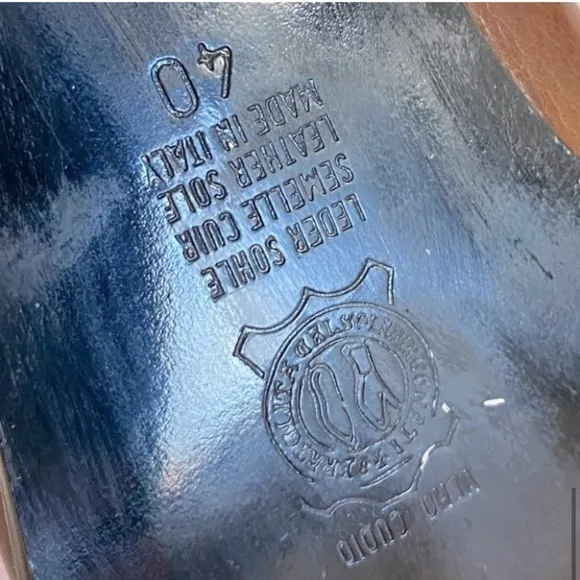 VERO CUOIO
LEDER SOHLE
SEMELLE CUIR
LEATHER SOLE
MADE IN ITALY
40